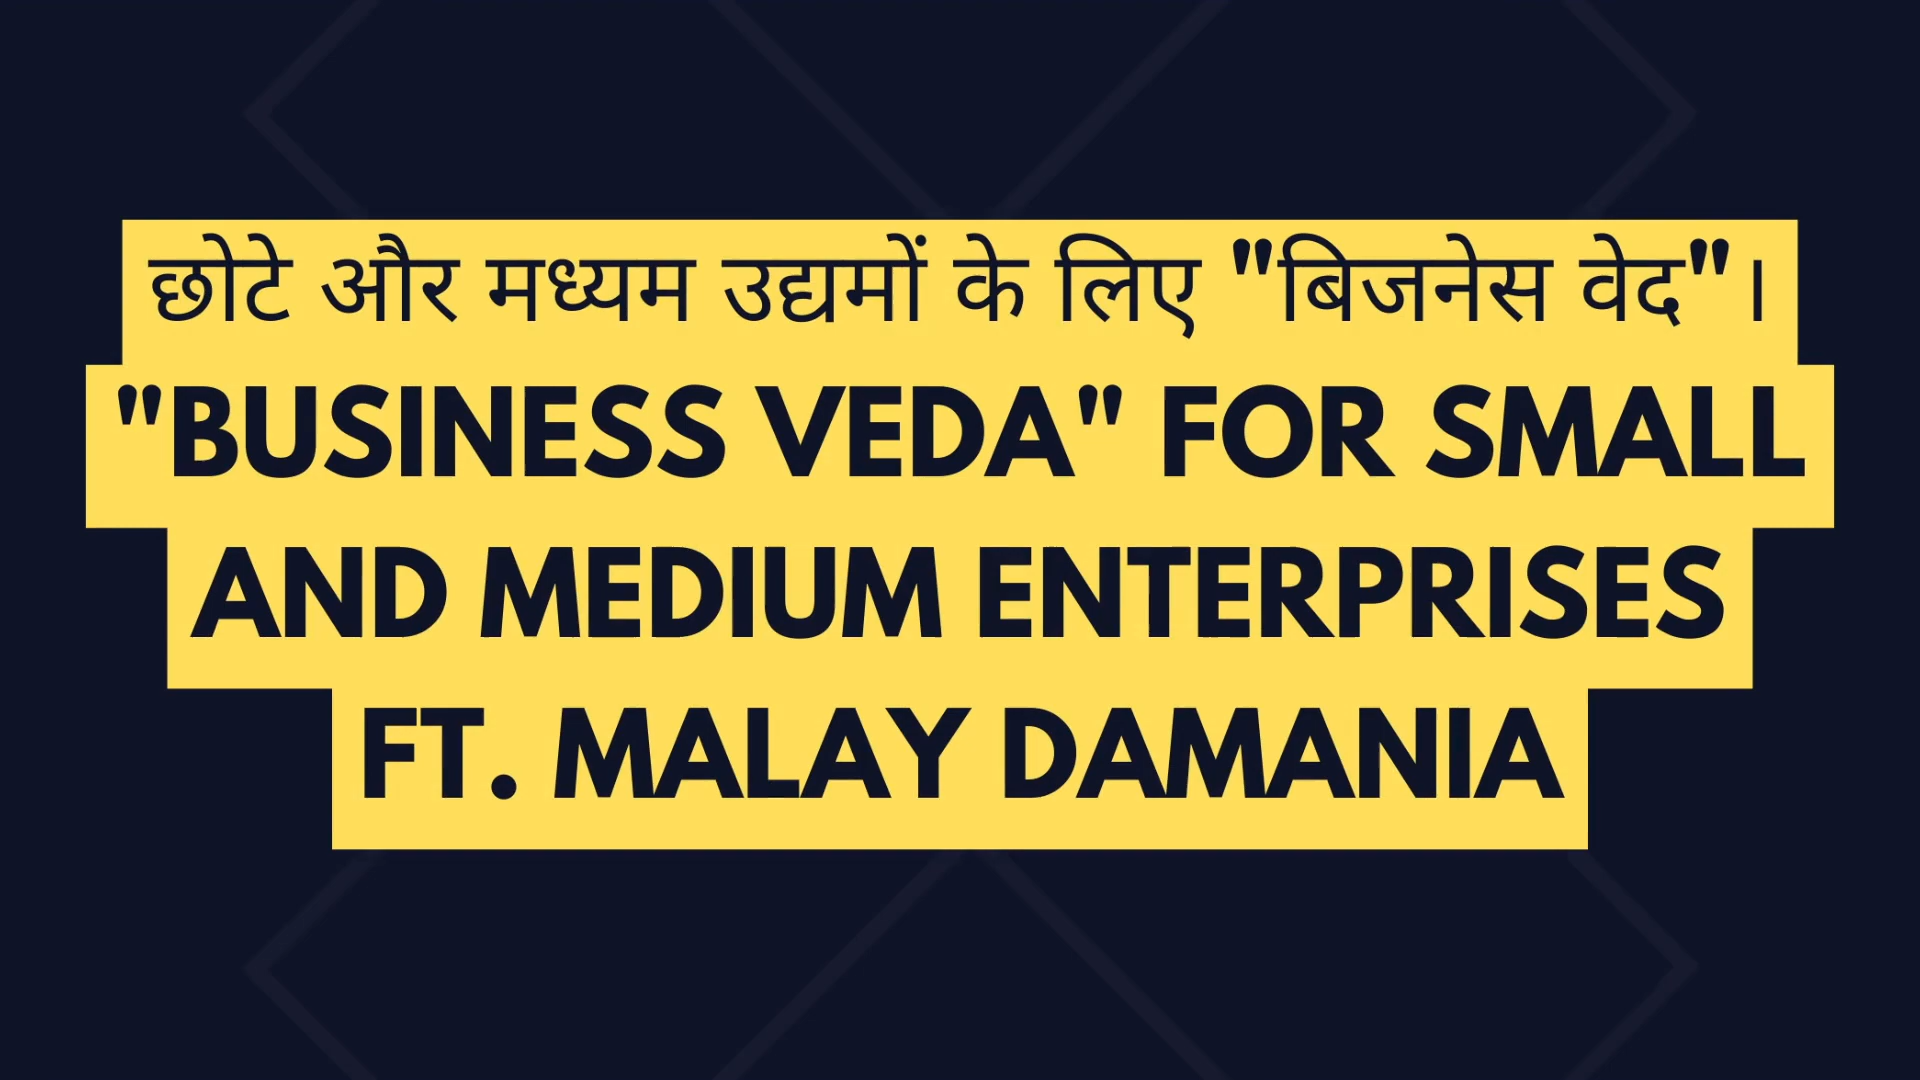 छोटे और मध्यम उद्यमों के लिए "बिजनेस वेद"।
"BUSINESS VEDA" FOR SMALL
AND MEDIUM ENTERPRISES
FT. MALAY DAMANIA